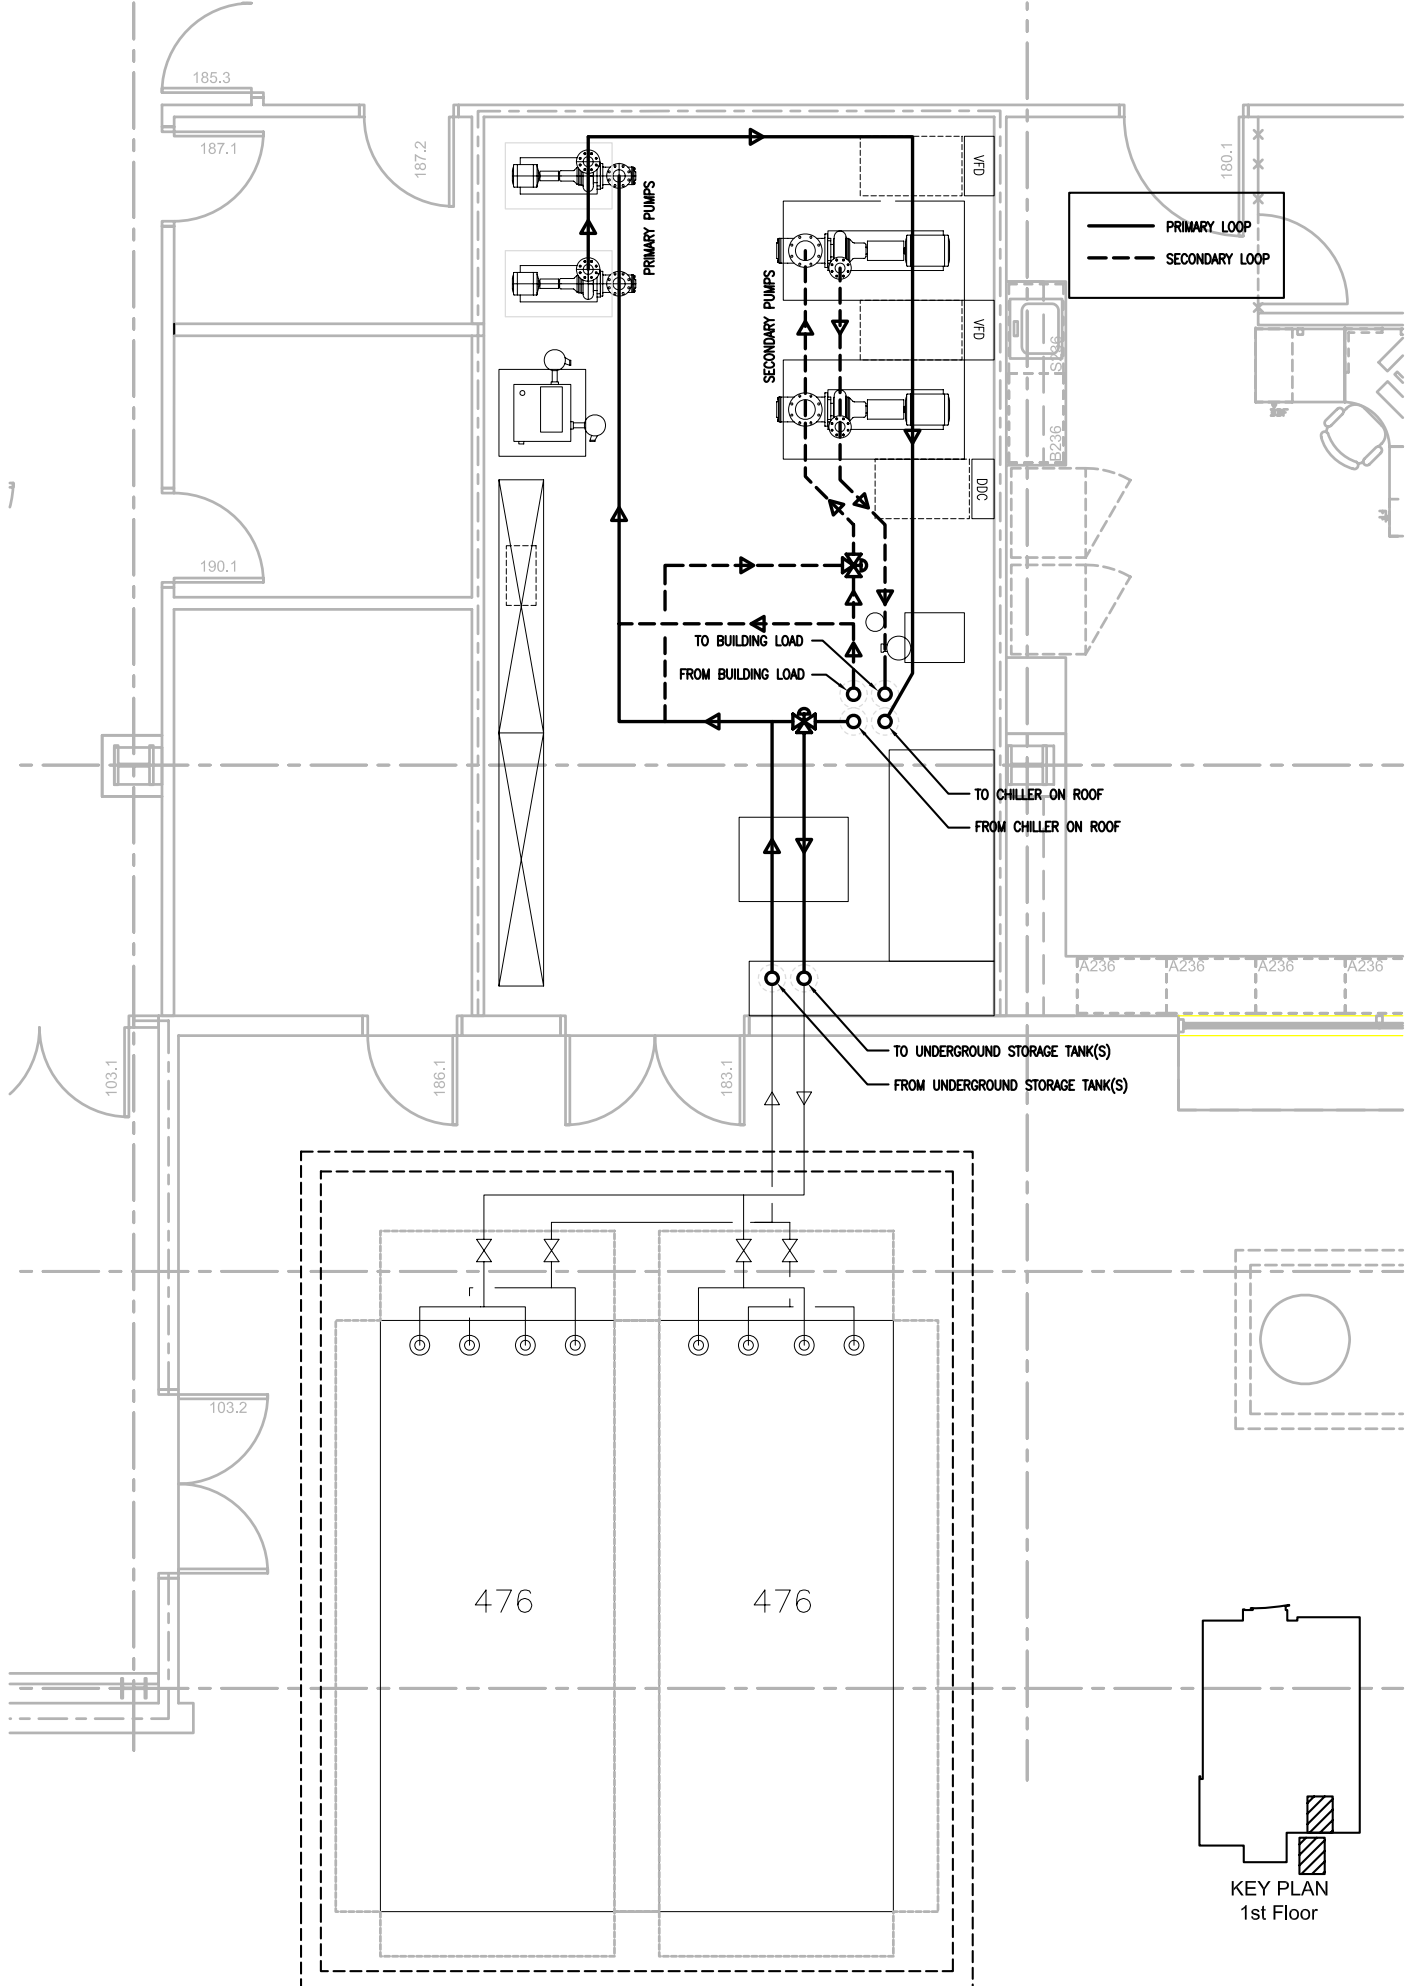 185.3
187.1
187.2
VFD
180.1
PRIMARY PUMPS
PRIMARY LOOP
SECONDARY LOOP
SECONDARY PUMPS
VFD
S236
B236
DDC
190.1
TO BUILDING LOAD
FROM BUILDING LOAD
TO CHILLER ON ROOF
FROM CHILLER ON ROOF
A236
A236
A236
A236
TO UNDERGROUND STORAGE TANK(S)
FROM UNDERGROUND STORAGE TANK(S)
103.1
186.1
183.1
103.2
476
476
KEY PLAN
1st Floor